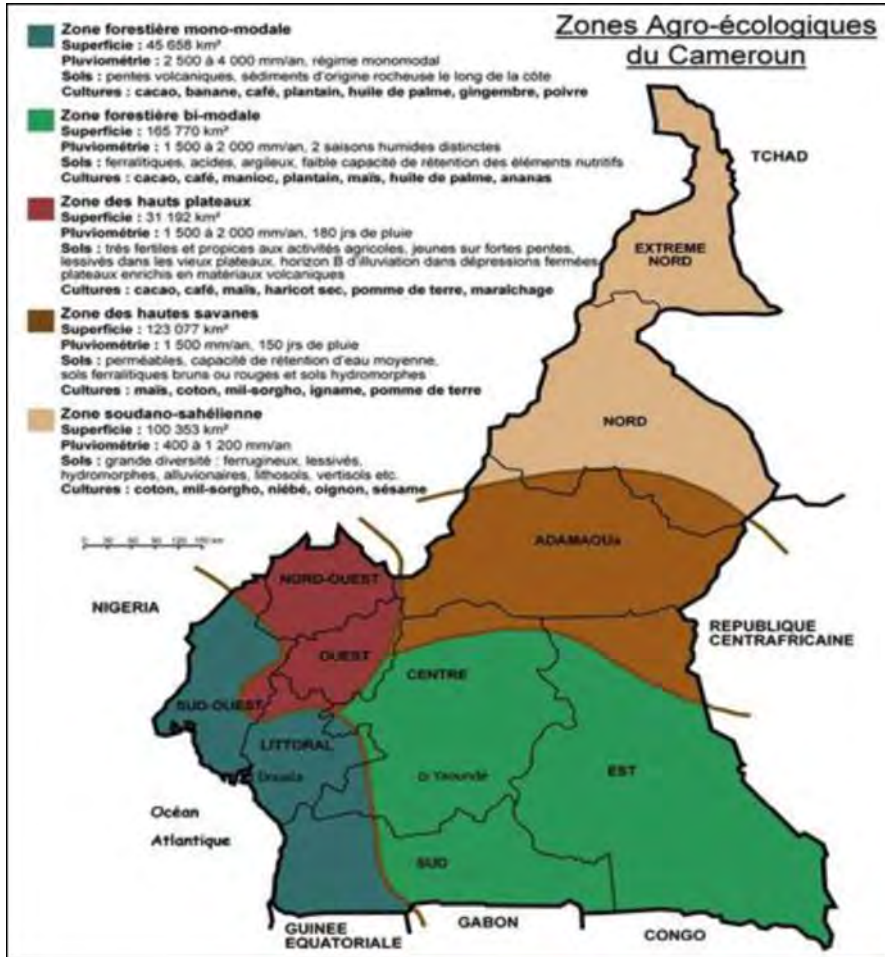 Zones Agro-écologiques
du Cameroun
Zone forestière mono-modale
Superficie : 45 658 km²
Pluviométrie : 2 500 à 4 000 mm/an, régime monomodal
Sols : pentes volcaniques, sédiments d'origine rocheuse le long de la côte
Cultures : cacao, banane, café, plantain, huile de palme, gingembre, poivre
Zone forestière bi-modale
Superficie : 165 770 km²
Pluviométrie : 1 500 à 2 000 mm/an, 2 saisons humides distinctes
Sols : ferralitiques, acides, argileux, faible capacité de rétention des éléments nutritifs
Cultures : cacao, café, manioc, plantain, maïs, huile de palme, ananas
Zone des hauts plateaux
Superficie : 31 192 km²
Pluviométrie : 1 500 à 2 000 mm/an, 180 jrs de pluie
Sols : très fertiles et propices aux activités agricoles, jeunes sur fortes pentes,
lessivés dans les vieux plateaux, horizon B d'illuviation dans dépressions fermées,
plateaux enrichis en matériaux volcaniques
Cultures : cacao, café, maïs, haricot sec, pomme de terre, maraîchage
Zone des hautes savanes
Superficie : 123 077 km²
Pluviométrie : 1 500 mm/an, 150 jrs de pluie
Sols : perméables, capacité de rétention d'eau moyenne,
sols ferralitiques bruns ou rouges et sols hydromorphes
Cultures : maïs, coton, mil-sorgho, igname, pomme de terre
Zone soudano-sahélienne
Superficie : 100 353 km²
Pluviométrie : 400 à 1 200 mm/an
Sols : grande diversité : ferrugineux, lessivés,
hydromorphes, alluvionaires, lithosols, vertisols etc.
Cultures : coton, mil-sorgho, niébé, oignon, sésame
TCHAD
EXTREME
NORD
NORD
0 30 60 90 120 150 km
ADAMAOUa
NORD-OUEST
NIGERIA
REPUBLIQUE
CENTRAFRICAINE
OUEST
CENTRE
SUD-OUEST
LITTORAL
EST
Douala
Yaoundé
Océan
Atlantique
SUD
GUINEE
EQUATORIALE
GABON
CONGO